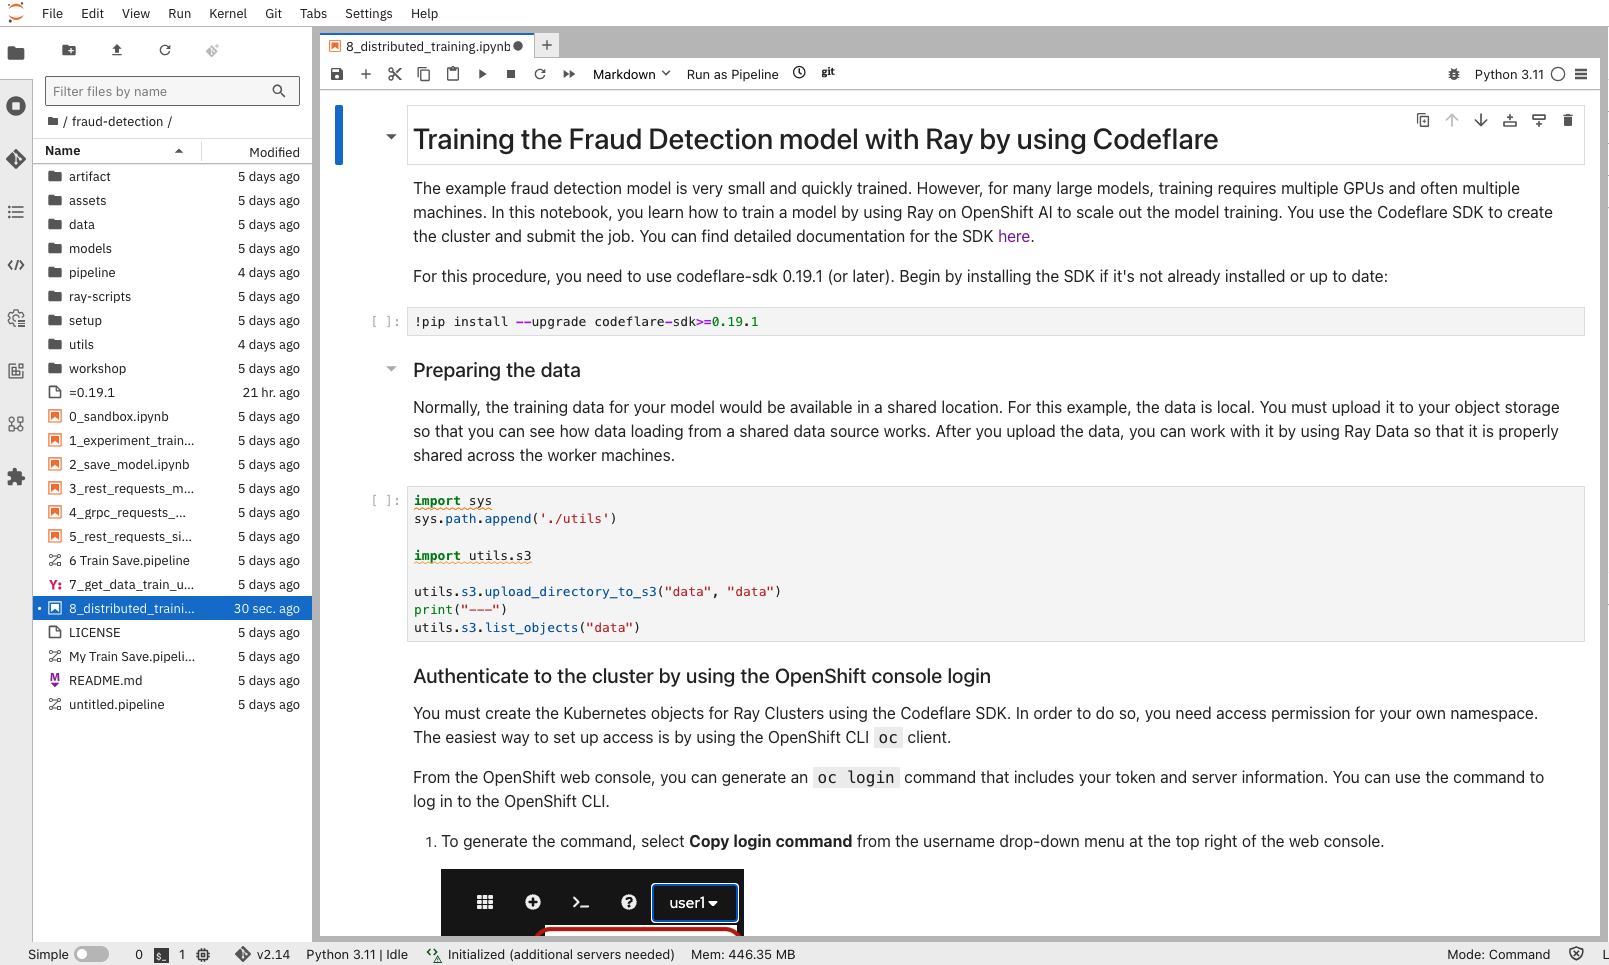 File Edit View Run Kernel Git Tabs Settings Help
Filter files by name
/ fraud-detection /
Name Modified
artifact 5 days ago
assets 5 days ago
data 5 days ago
models 5 days ago
pipeline 4 days ago
ray-scripts 5 days ago
setup 5 days ago
utils 4 days ago
workshop 5 days ago
=0.19.1 21 hr. ago
0_sandbox.ipynb 5 days ago
1_experiment_train... 5 days ago
2_save_model.ipynb 5 days ago
3_rest_requests_m... 5 days ago
4_grpc_requests_... 5 days ago
5_rest_requests_si... 5 days ago
6 Train Save.pipeline 5 days ago
Y: 7_get_data_train_u... 5 days ago
8_distributed_traini... 30 sec. ago
LICENSE 5 days ago
My Train Save.pipeli... 5 days ago
README.md 5 days ago
untitled.pipeline 5 days ago
8_distributed_training.ipynb
Markdown Run as Pipeline git Python 3.11
Training the Fraud Detection model with Ray by using Codeflare
The example fraud detection model is very small and quickly trained. However, for many large models, training requires multiple GPUs and often multiple
machines. In this notebook, you learn how to train a model by using Ray on OpenShift AI to scale out the model training. You use the Codeflare SDK to create
the cluster and submit the job. You can find detailed documentation for the SDK here.
For this procedure, you need to use codeflare-sdk 0.19.1 (or later). Begin by installing the SDK if it's not already installed or up to date:
[ ]: !pip install --upgrade codeflare-sdk>=0.19.1
Preparing the data
Normally, the training data for your model would be available in a shared location. For this example, the data is local. You must upload it to your object storage
so that you can see how data loading from a shared data source works. After you upload the data, you can work with it by using Ray Data so that it is properly
shared across the worker machines.
[ ]: import sys
sys.path.append('./utils')
import utils.s3
utils.s3.upload_directory_to_s3("data", "data")
print("---")
utils.s3.list_objects("data")
Authenticate to the cluster by using the OpenShift console login
You must create the Kubernetes objects for Ray Clusters using the Codeflare SDK. In order to do so, you need access permission for your own namespace.
The easiest way to set up access is by using the OpenShift CLI oc client.
From the OpenShift web console, you can generate an oc login command that includes your token and server information. You can use the command to
log in to the OpenShift CLI.
1. To generate the command, select Copy login command from the username drop-down menu at the top right of the web console.
user1
Simple 0 1 v2.14 Python 3.11 | Idle Initialized (additional servers needed) Mem: 446.35 MB Mode: Command L